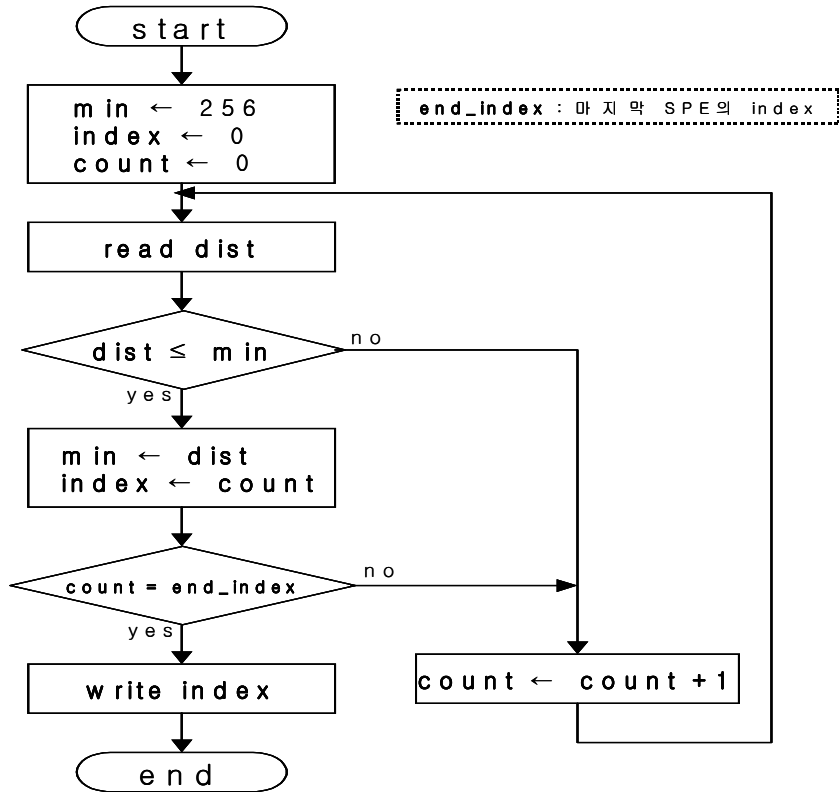 start
min ← 256
index ← 0
count ← 0
end_index : 마지막 SPE의 index
read dist
dist ≤ min
no
yes
min ← dist
index ← count
count = end_index
no
yes
write index
count ← count +1
end